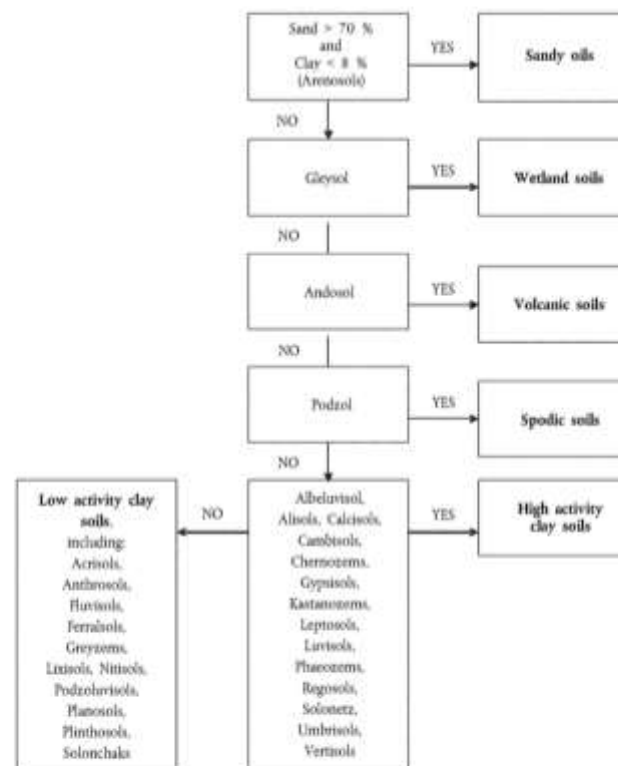 Sand > 70 %
and
Clay < 8 %
(Arenosols)
YES
Sandy oils
NO
Gleysol
YES
Wetland soils
NO
Andosol
YES
Volcanic soils
NO
Podzol
YES
Spodic soils
NO
Low activity clay
soils,
including:
Acrisols,
Anthrosols,
Fluvisols,
Ferralsols,
Greyzems,
Lixisols, Nitisols,
Podzoluvisols,
Planosols,
Plinthosols,
Solonchaks
NO
Albeluvisol,
Alisols, Calcisols,
Cambisols,
Chernozems,
Gypsisols,
Kastanozems,
Leptosols,
Luvisols,
Phaeozems,
Regosols,
Solonetz,
Umbrisols,
Vertisols
YES
High activity
clay soils